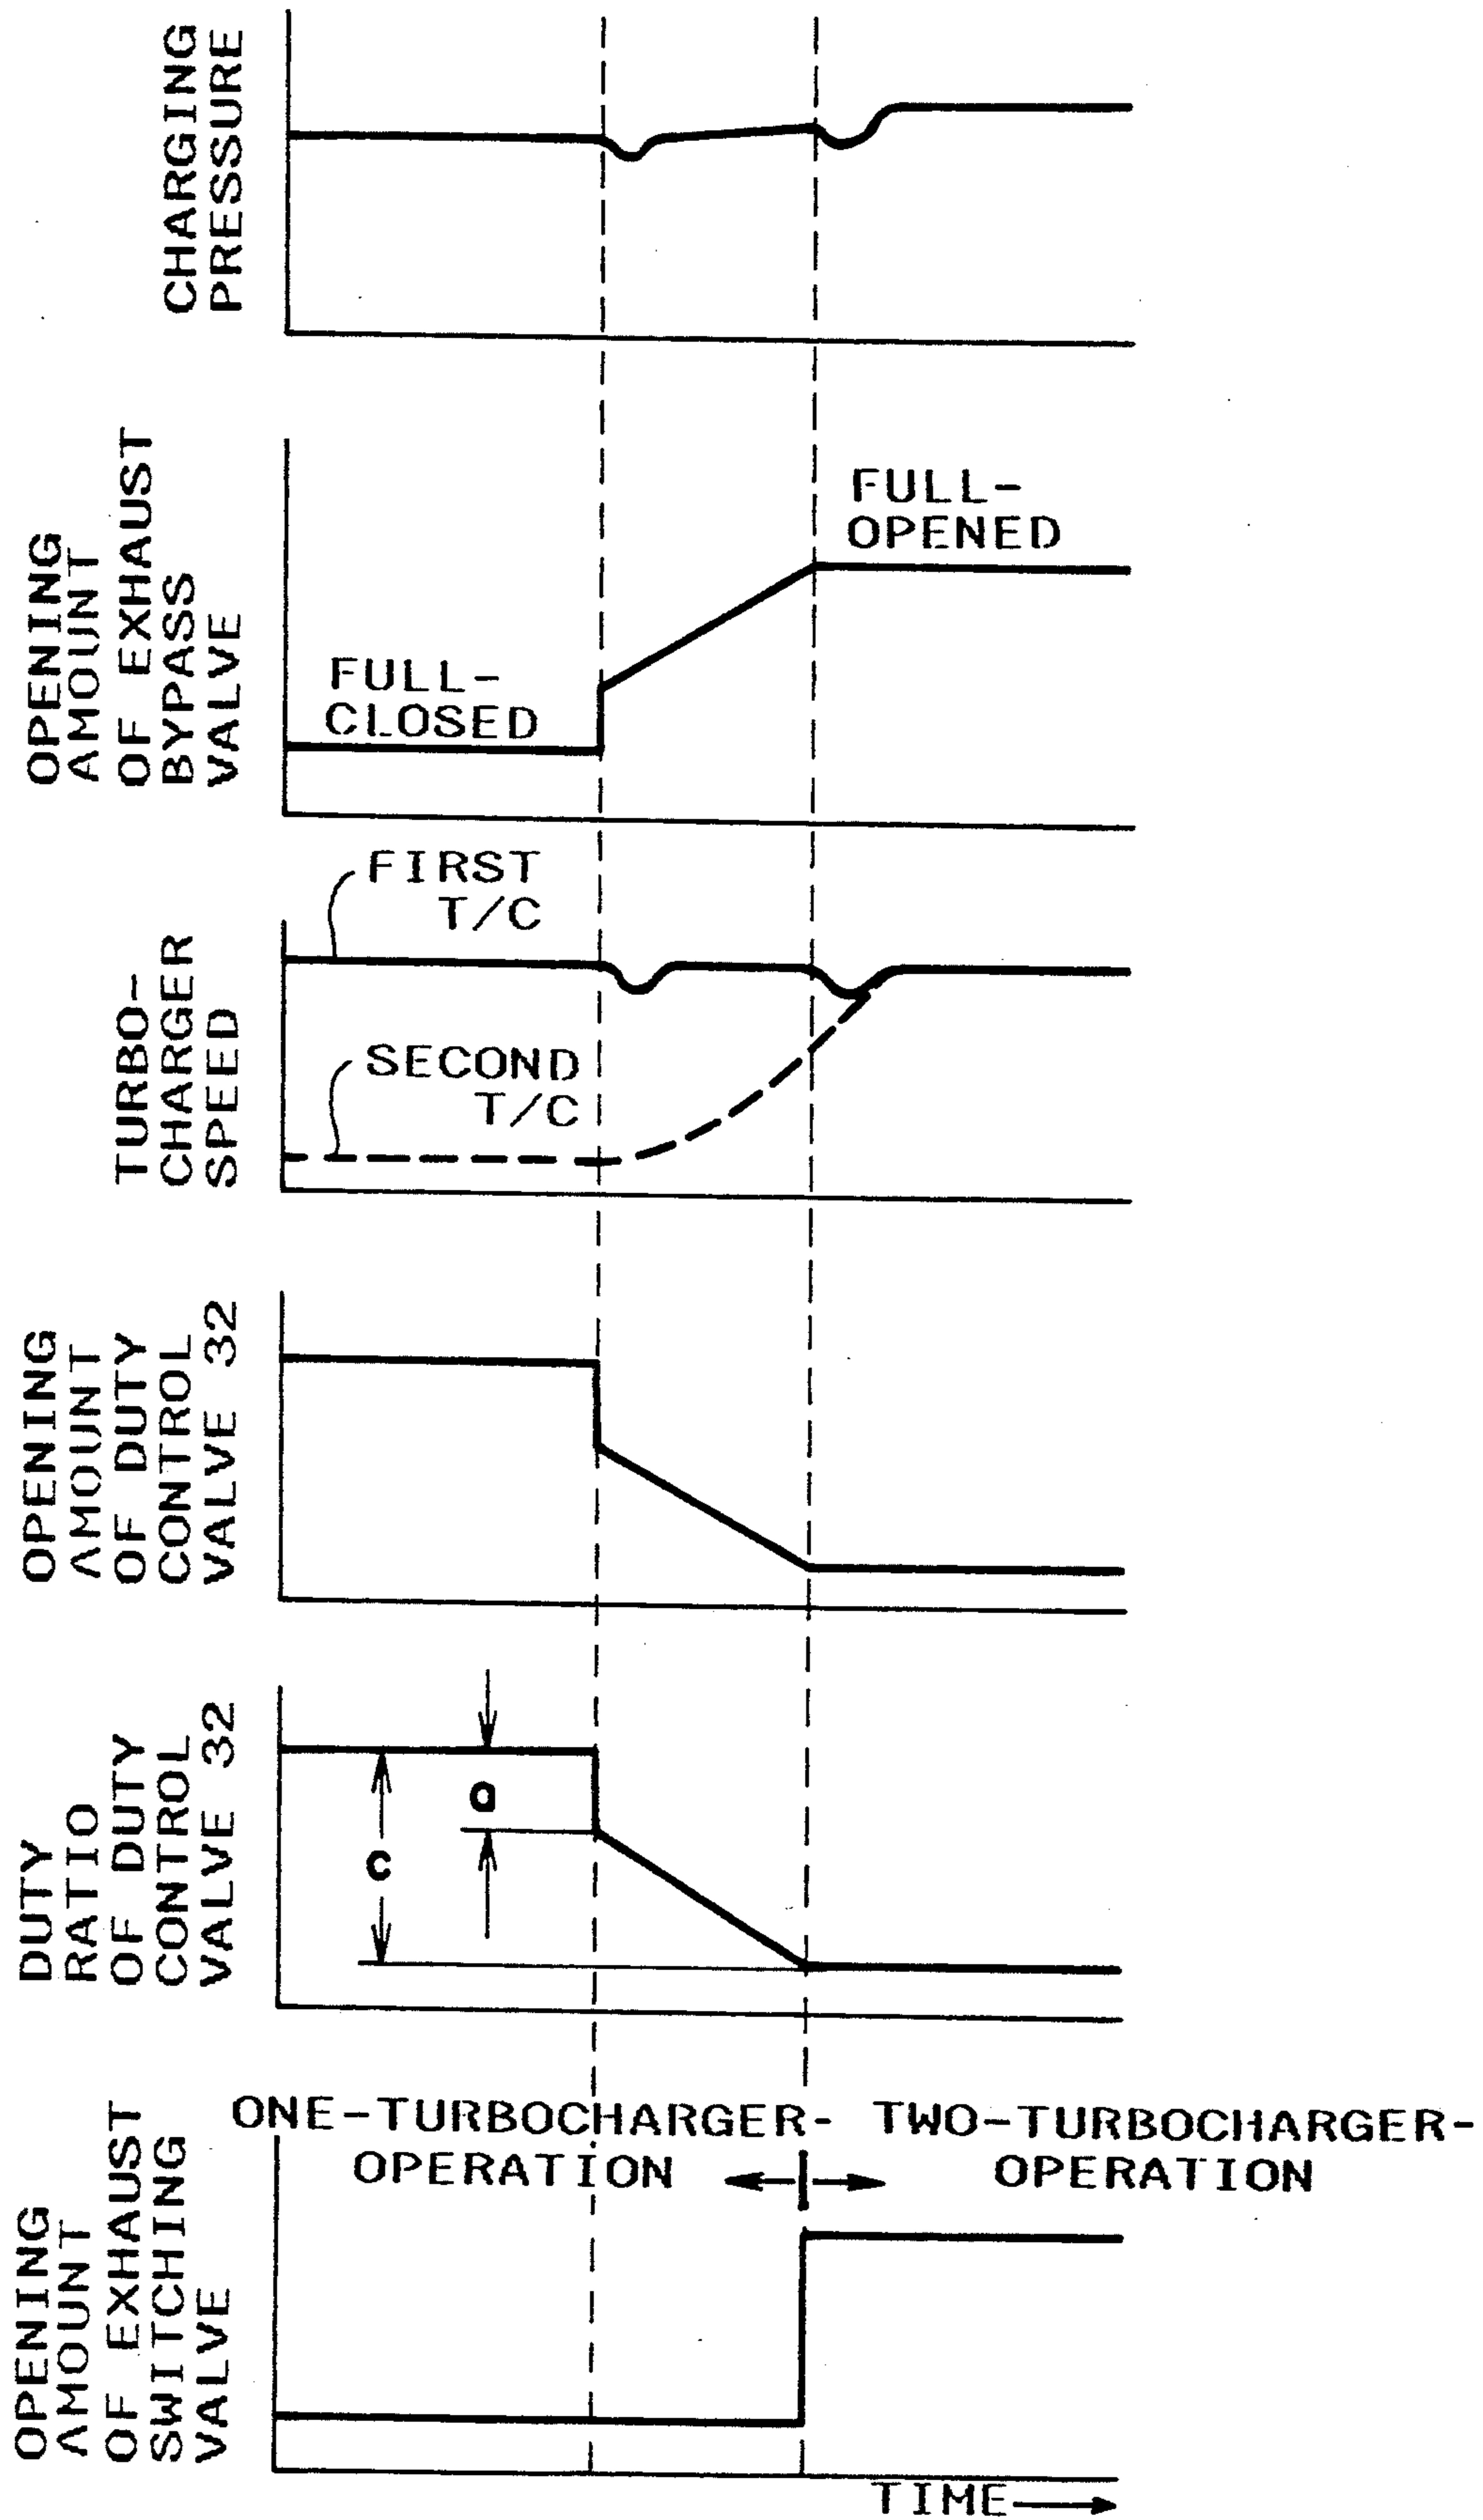 CHARGING
PRESSURE
OPENING
AMOUNT
OF EXHAUST
BYPASS
VALVE
FULL-
CLOSED
FULL-
OPENED
TURBO-
CHARGER
SPEED
FIRST
T/C
SECOND
T/C
OPENING
AMOUNT
OF DUTY
CONTROL
VALVE 32
DUTY
RATIO
OF DUTY
CONTROL
VALVE 32
a
c
OPENING
AMOUNT
OF EXHAUST
SWITCHING
VALVE
ONE-TURBOCHARGER-
OPERATION
TWO-TURBOCHARGER-
OPERATION
TIME